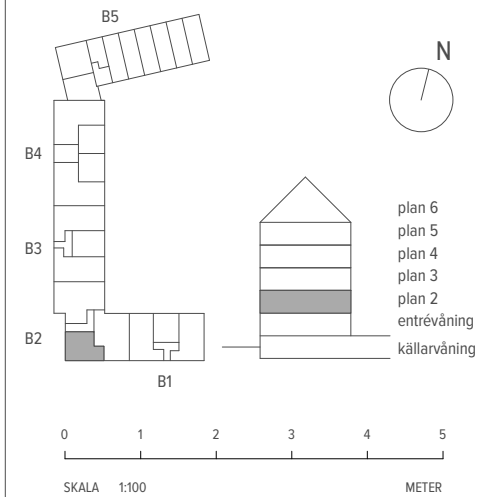 B5
N
B4
B3
B2
B1
plan 6
plan 5
plan 4
plan 3
plan 2
entrévåning
källarvåning
0 1 2 3 4 5
SKALA 1:100 METER